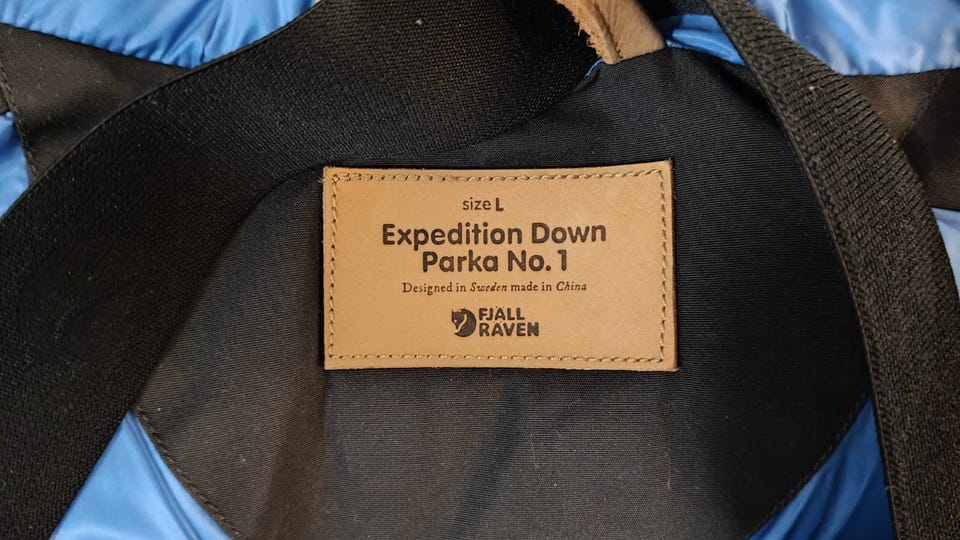 size L
Expedition Down
Parka No. 1
Designed in Sweden made in China
FJÄLL
RÄVEN